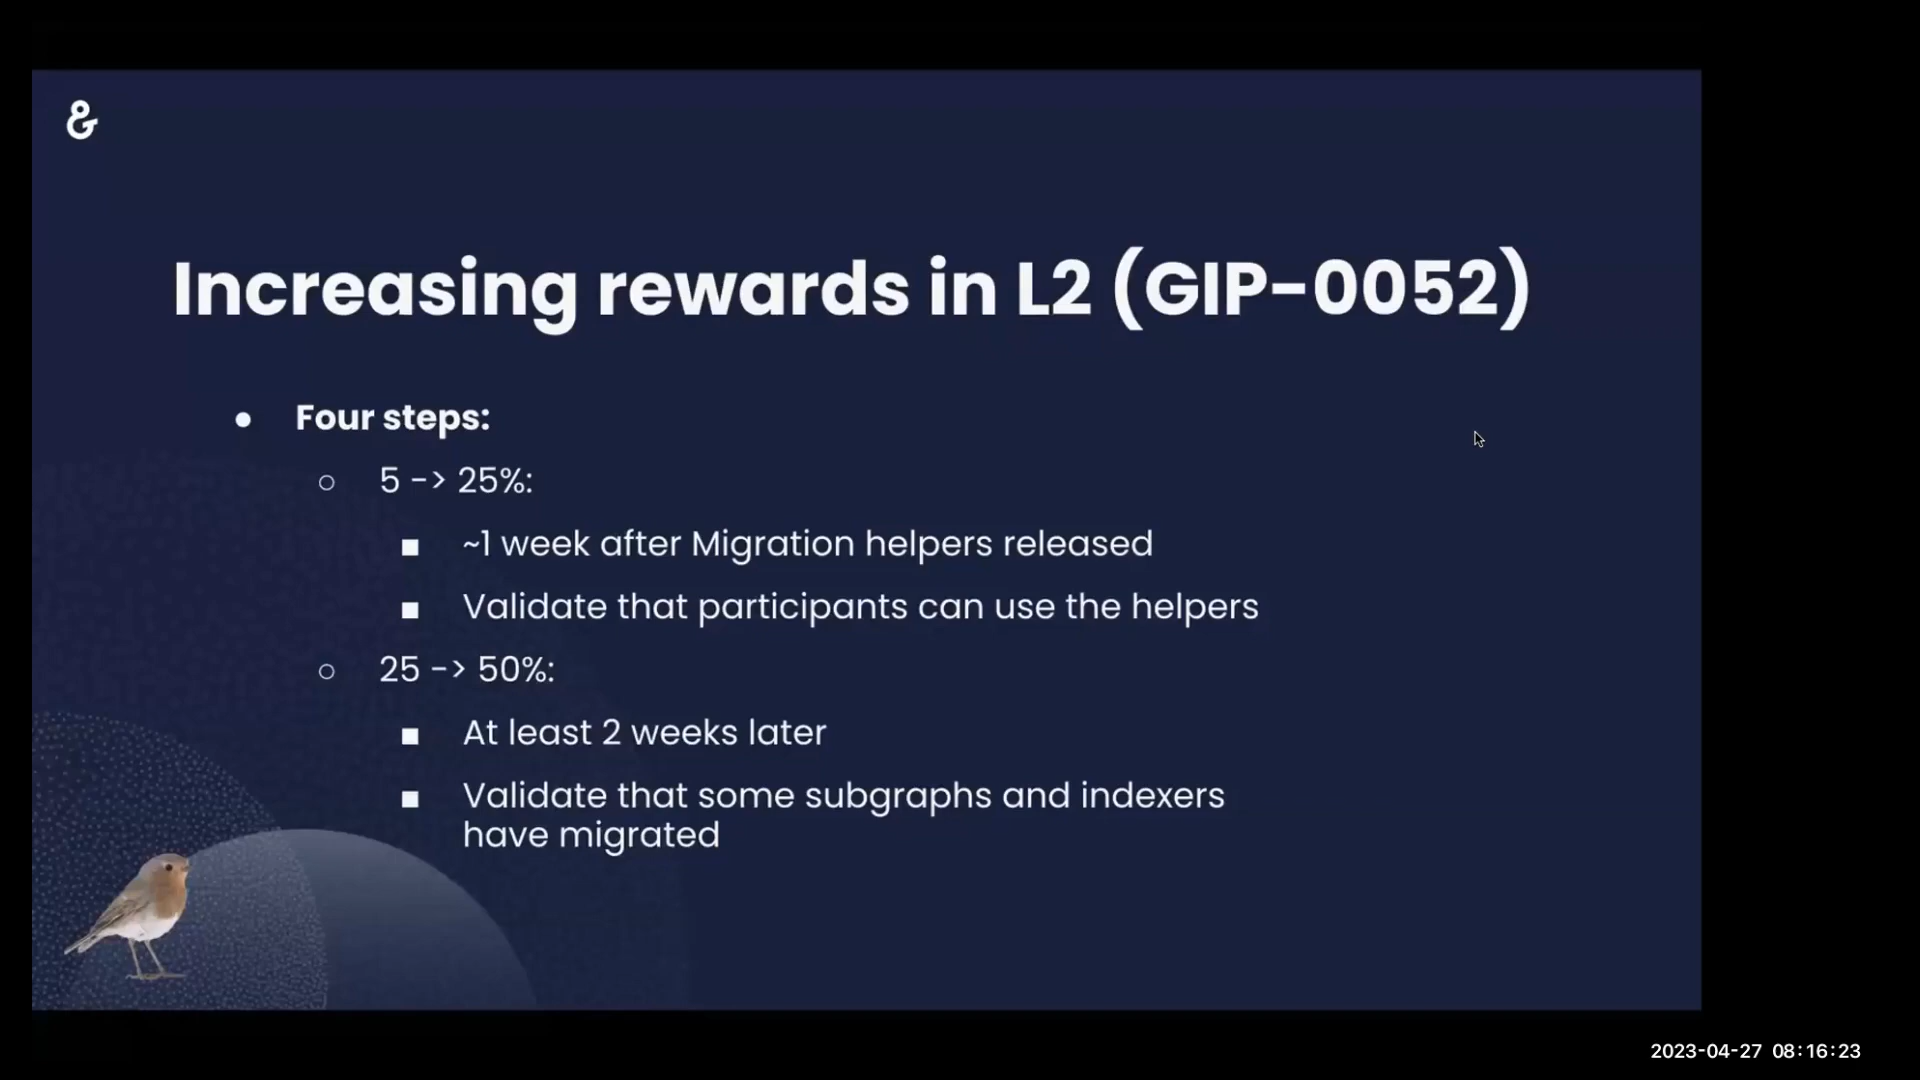 &
Increasing rewards in L2 (GIP-0052)
● Four steps:
○ 5 -> 25%:
■ ~1 week after Migration helpers released
■ Validate that participants can use the helpers
○ 25 -> 50%:
■ At least 2 weeks later
■ Validate that some subgraphs and indexers
have migrated
2023-04-27 08:16:23